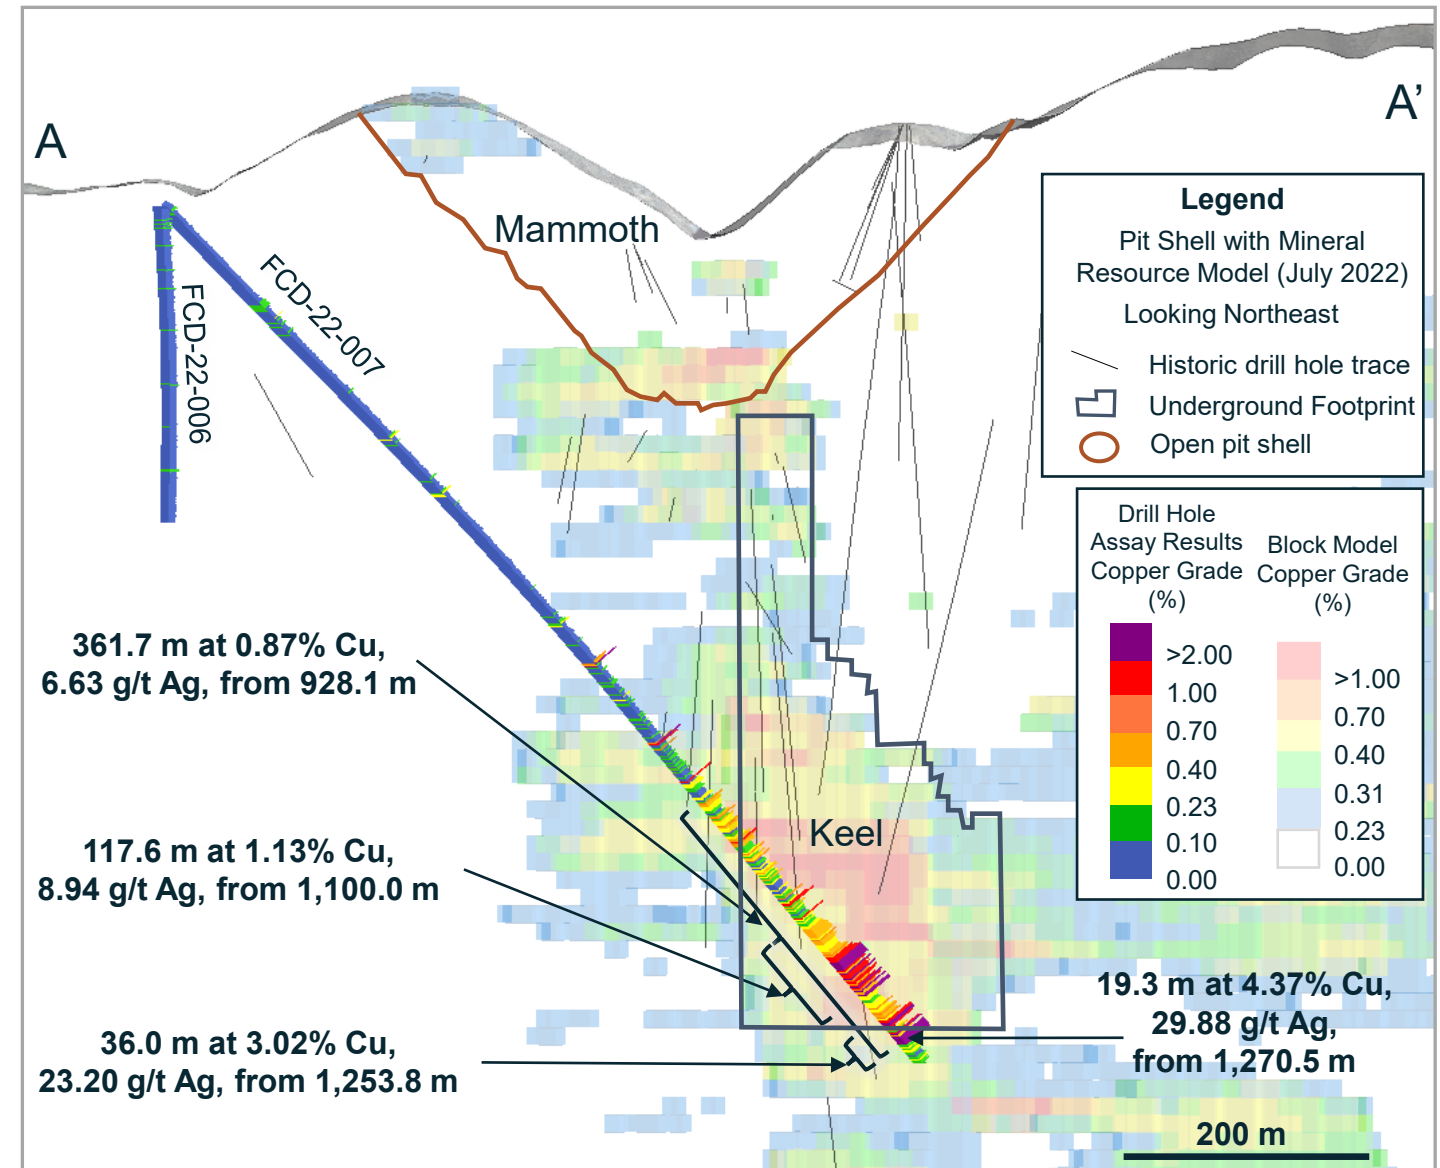 A
A’
Mammoth
FCD-22-007
FCD-22-006
Legend
Pit Shell with Mineral
Resource Model (July 2022)
Looking Northeast
Historic drill hole trace
Underground Footprint
Open pit shell
Drill Hole
Assay Results
Copper Grade
(%)
>2.00
1.00
0.70
0.40
0.23
0.10
0.00
Block Model
Copper Grade
(%)
>1.00
0.70
0.40
0.31
0.23
0.00
361.7 m at 0.87% Cu,
6.63 g/t Ag, from 928.1 m
Keel
117.6 m at 1.13% Cu,
8.94 g/t Ag, from 1,100.0 m
36.0 m at 3.02% Cu,
23.20 g/t Ag, from 1,253.8 m
19.3 m at 4.37% Cu,
29.88 g/t Ag,
from 1,270.5 m
200 m